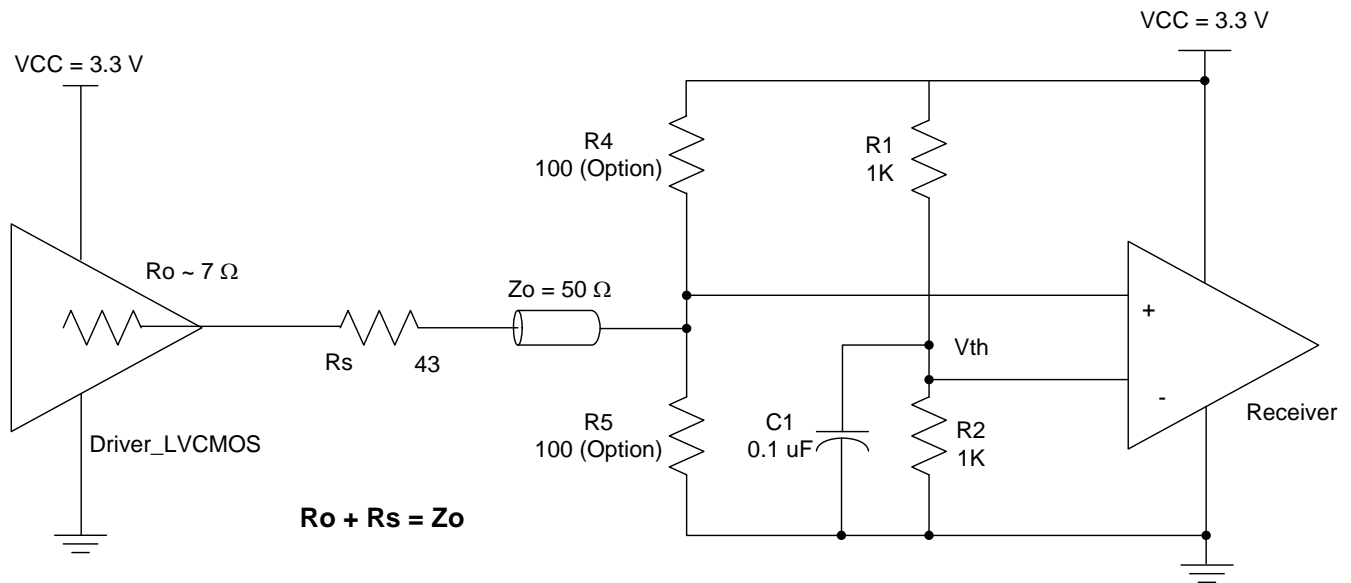 VCC = 3.3 V
VCC = 3.3 V
R4
100 (Option)
R1
1K
Ro ~ 7 Ω
Zo = 50 Ω
+
Rs
43
Vth
-
Receiver
R5
100 (Option)
C1
0.1 uF
R2
1K
Driver_LVCMOS
Ro + Rs = Zo